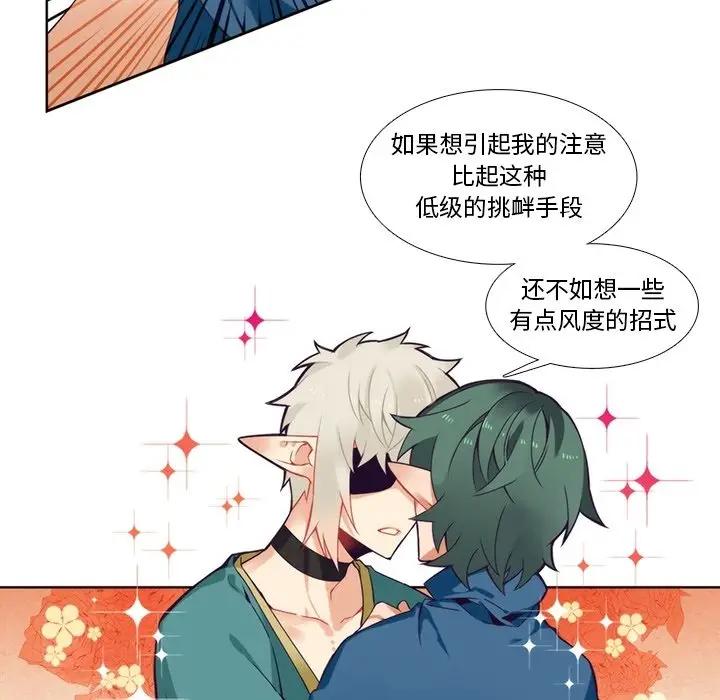 如果想引起我的注意
比起这种
低级的挑衅手段
还不如想一些
有点风度的招式